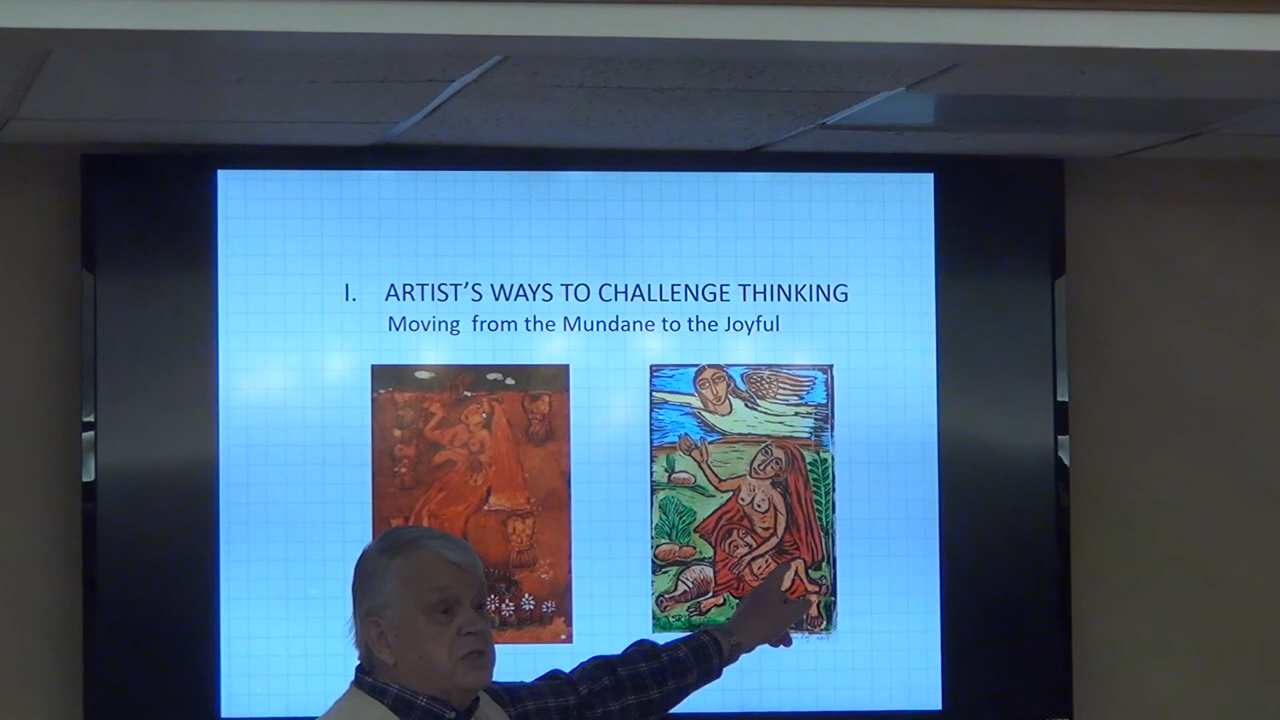 I. ARTIST'S WAYS TO CHALLENGE THINKING
Moving from the Mundane to the Joyful